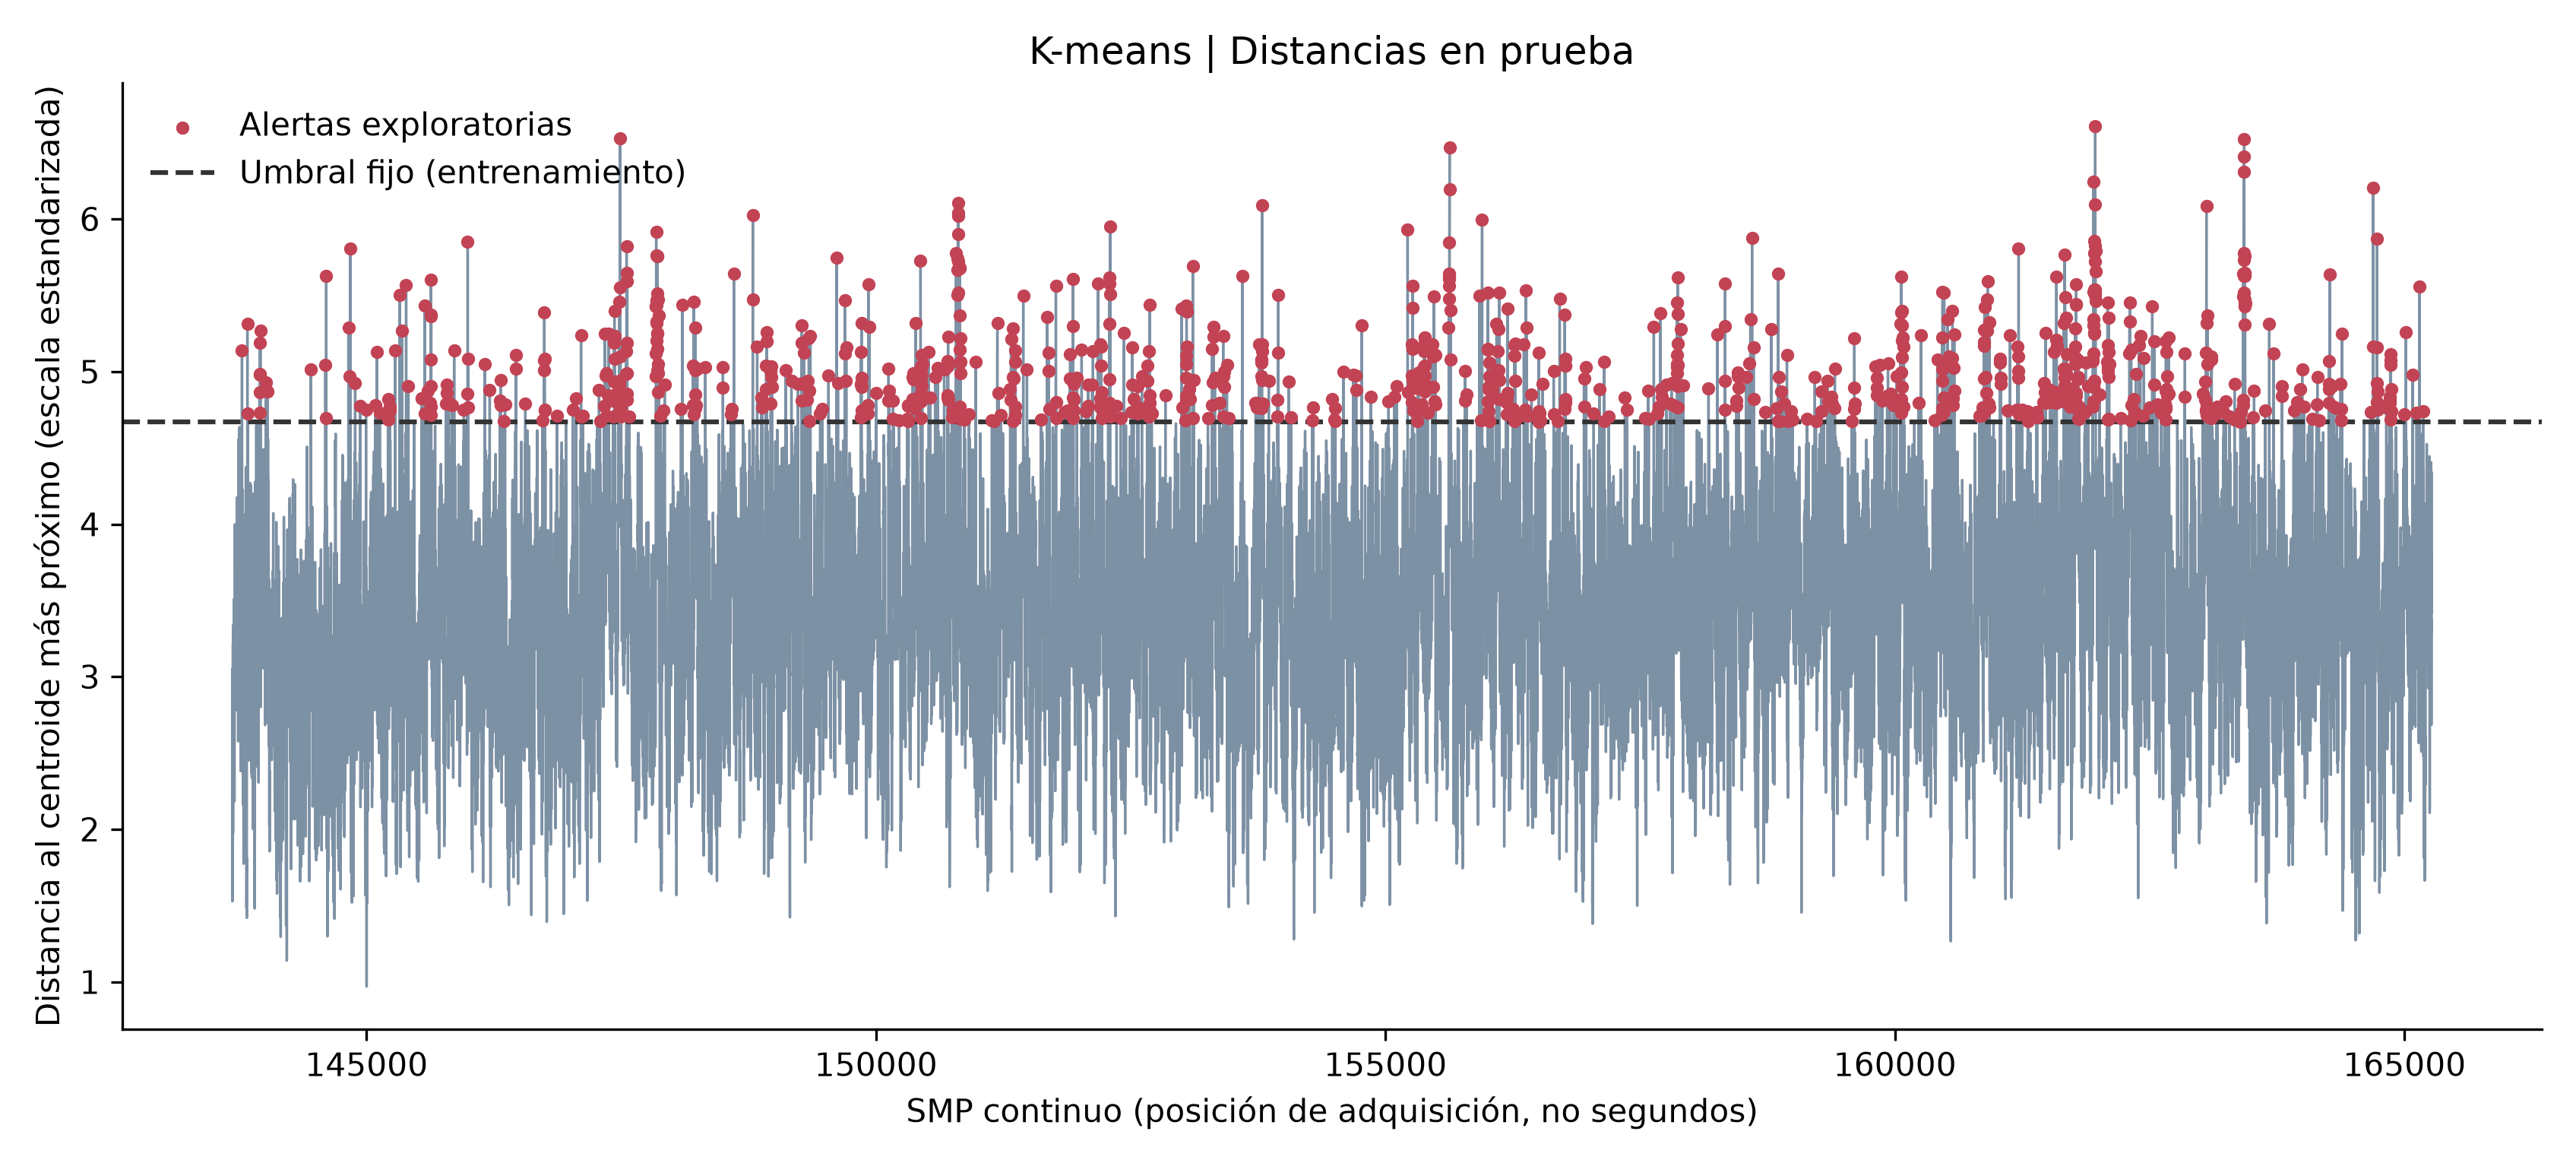 K-means | Distancias en prueba
Alertas exploratorias
Umbral fijo (entrenamiento)
Distancia al centroide más próximo (escala estandarizada)
6
5
4
3
2
1
145000 150000 155000 160000 165000
SMP continuo (posición de adquisición, no segundos)